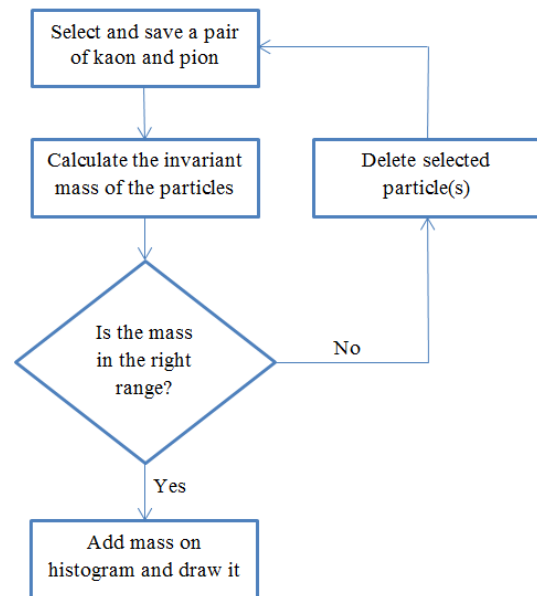 Select and save a pair
of kaon and pion
Calculate the invariant
mass of the particles
Delete selected
particle(s)
Is the mass
in the right
range?
No
Yes
Add mass on
histogram and draw it